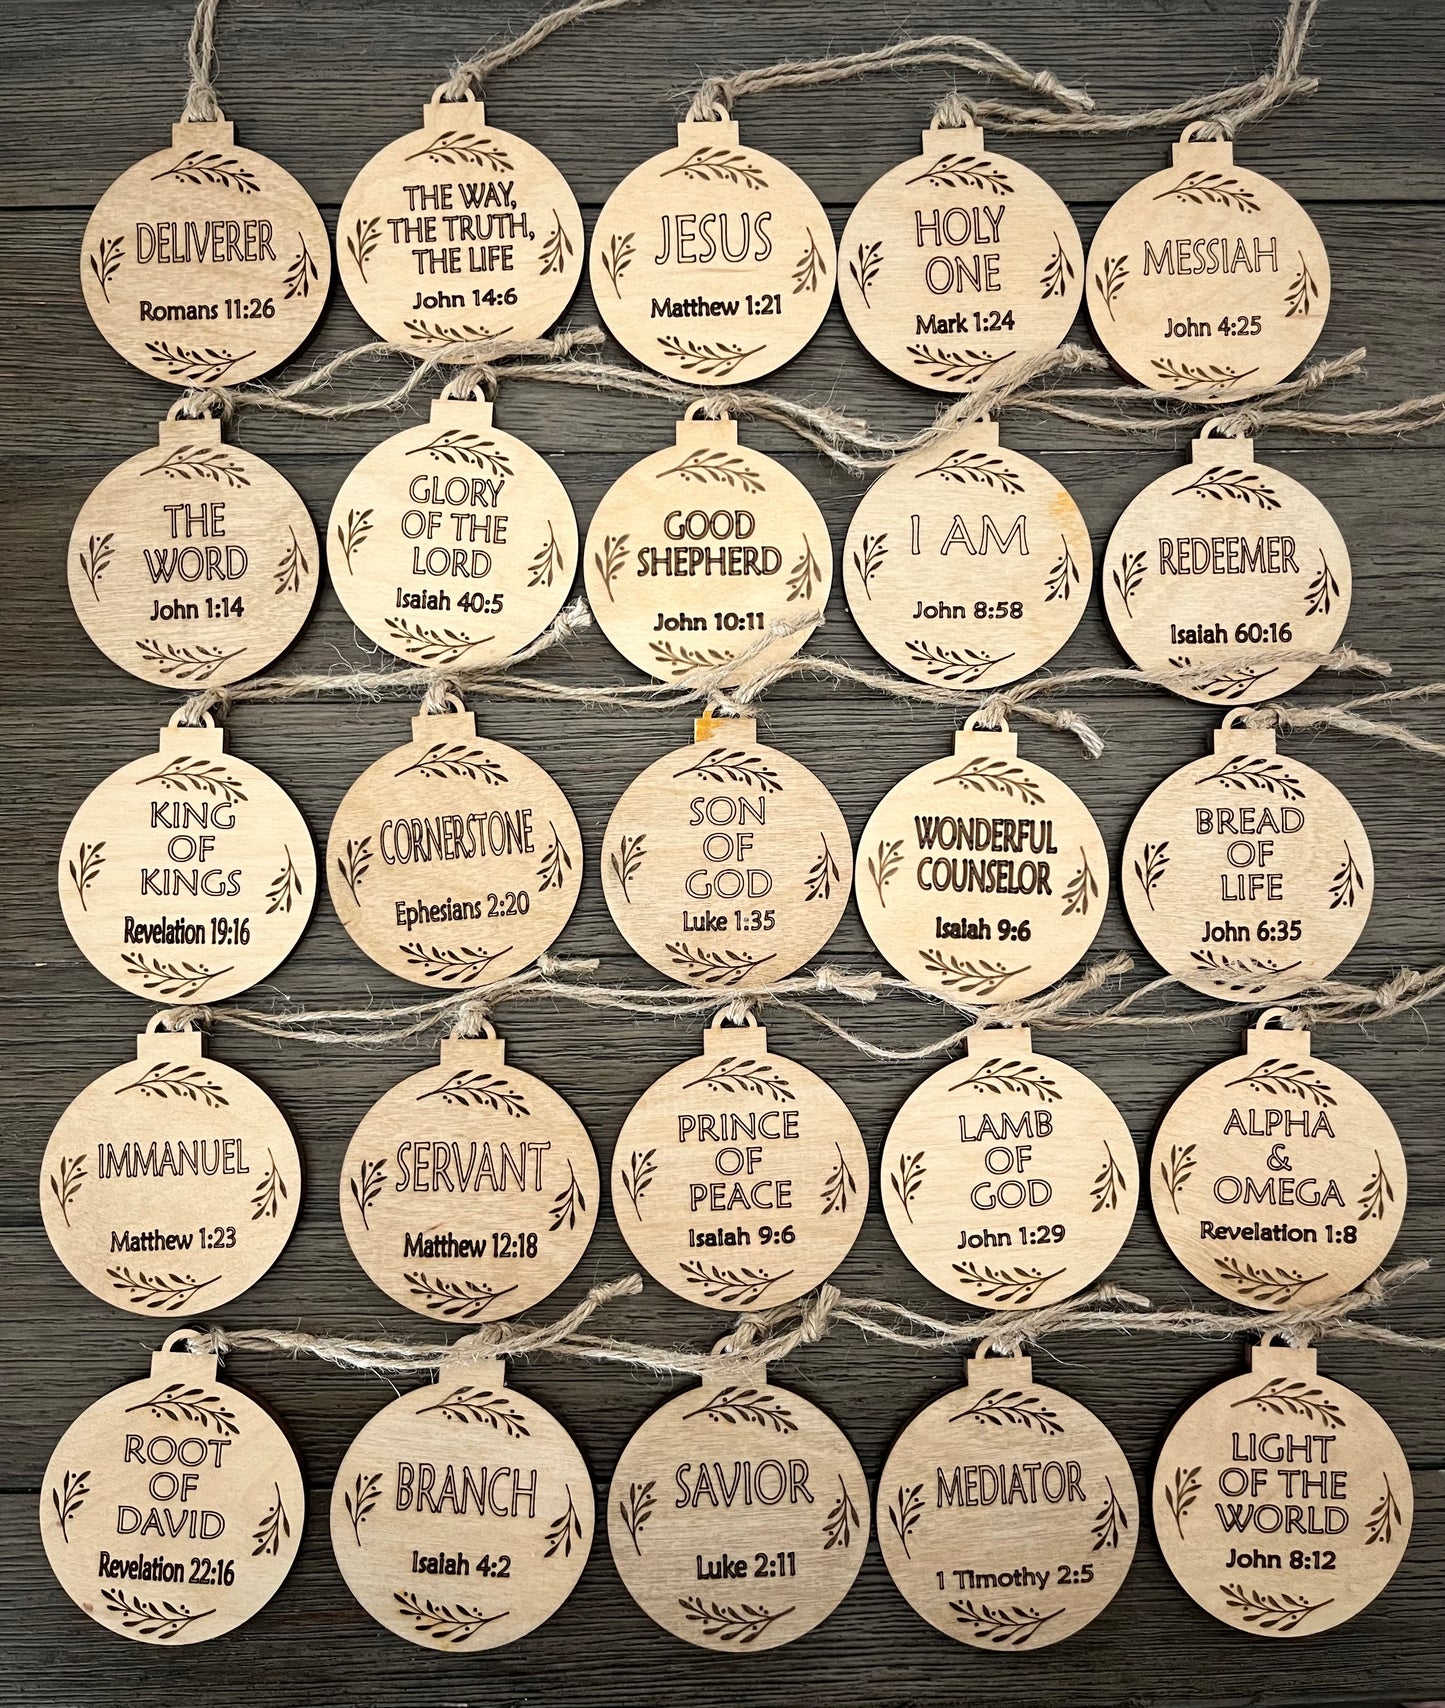 DELIVERER
Romans 11:26
THE WAY,
THE TRUTH,
THE LIFE
John 14:6
JESUS
Matthew 1:21
HOLY
ONE
Mark 1:24
MESSIAH
John 4:25
THE
WORD
John 1:14
GLORY
OF THE
LORD
Isaiah 40:5
GOOD
SHEPHERD
John 10:11
I AM
John 8:58
REDEEMER
Isaiah 60:16
KING
OF
KINGS
Revelation 19:16
CORNERSTONE
Ephesians 2:20
SON
OF
GOD
Luke 1:35
WONDERFUL
COUNSELOR
Isaiah 9:6
BREAD
OF
LIFE
John 6:35
IMMANUEL
Matthew 1:23
SERVANT
Matthew 12:18
PRINCE
OF
PEACE
Isaiah 9:6
LAMB
OF
GOD
John 1:29
ALPHA
&
OMEGA
Revelation 1:8
ROOT
OF
DAVID
Revelation 22:16
BRANCH
Isaiah 4:2
SAVIOR
Luke 2:11
MEDIATOR
1 Timothy 2:5
LIGHT
OF THE
WORLD
John 8:12